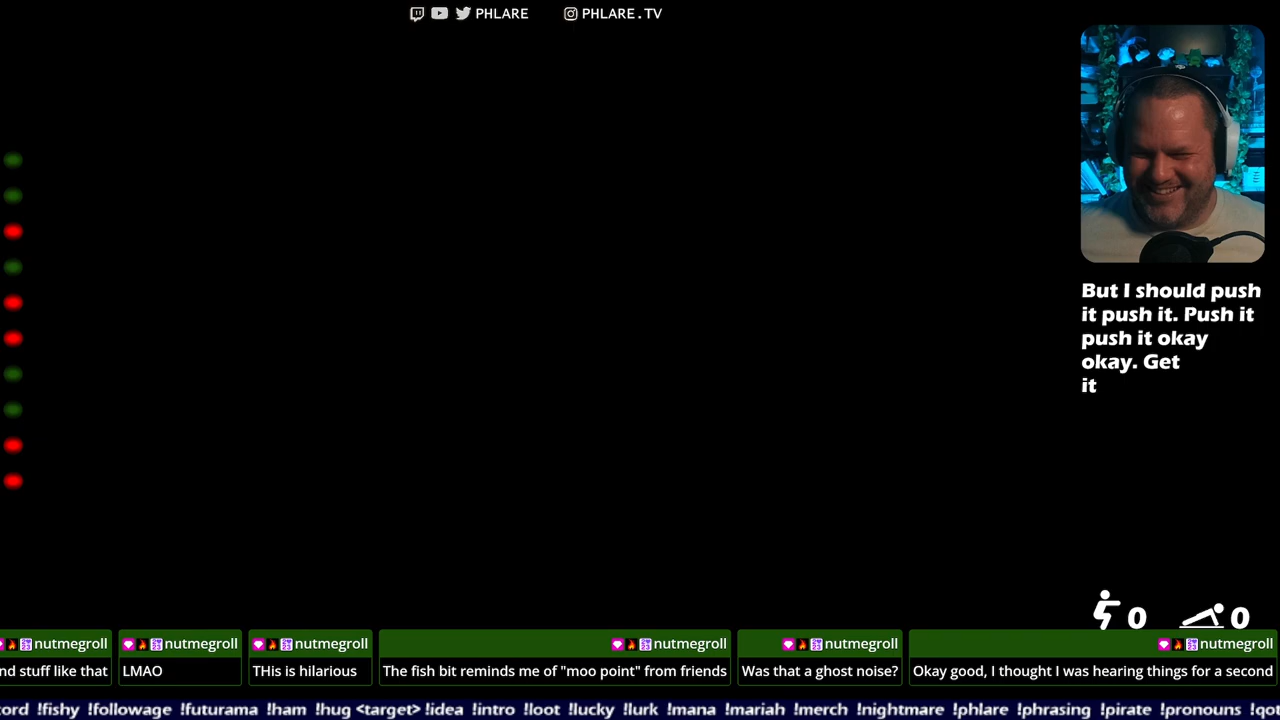 PHLARE PHLARE.TV
But I should push
it push it. Push it
push it okay
okay. Get
it
0 0
nutmegroll
nd stuff like that
nutmegroll
LMAO
nutmegroll
THis is hilarious
nutmegroll
The fish bit reminds me of "moo point" from friends
nutmegroll
Was that a ghost noise?
nutmegroll
Okay good, I thought I was hearing things for a second
cord !fishy !followage !futurama !ham !hug <target> !idea !intro !loot !lucky !lurk !mana !mariah !merch !nightmare !phlare !phrasing !pirate !pronouns !qot